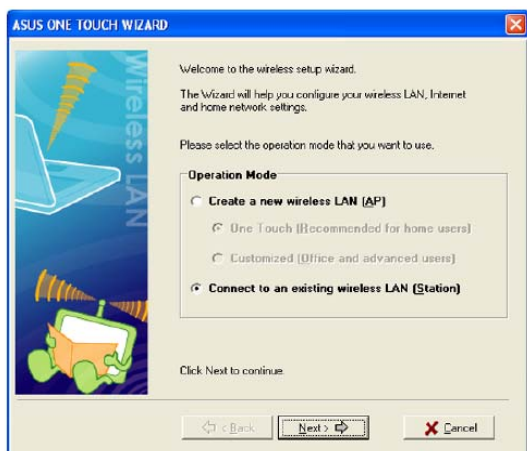 ASUS ONE TOUCH WIZARD
Wireless LAN
Welcome to the wireless setup wizard.
The Wizard will help you configure your wireless LAN, Internet
and home network settings.
Please select the operation mode that you want to use.
Operation Mode
Create a new wireless LAN (AP)
One Touch (Recommended for home users)
Customized (Office and advanced users)
Connect to an existing wireless LAN (Station)
Click Next to continue.
< Back
Next >
Cancel